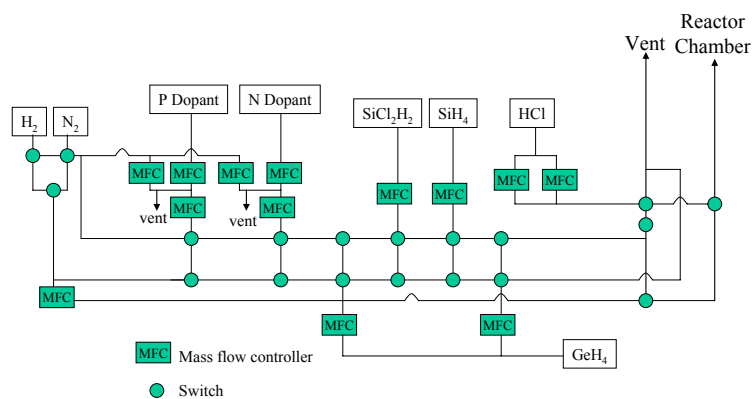 Reactor
Vent Chamber
P Dopant N Dopant
H₂ N₂ SiCl₂H₂ SiH₄ HCl
MFC MFC MFC MFC MFC MFC
MFC MFC
vent MFC vent MFC
MFC
MFC MFC
MFC Mass flow controller
GeH₄
Switch